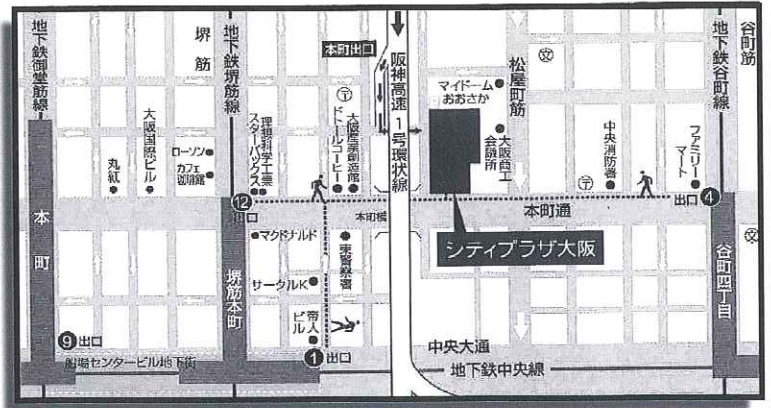 地下鉄御堂筋線
堺筋
地下鉄堺筋線
本町出口
阪神高速1号環状線
松屋町筋
文
地下鉄谷町線
谷町筋
マイドーム
おおさか
大阪商工
会議所
中央消防署
ファミリー
マート
丸紅
大阪国際ビル
ローソン
カフェ
珈琲館
理想科学工業
スターバックス
〒
大阪産業創造館
ドトールコーヒー
〒
12
出口
本町橋
本町通
出口4
本町
堺筋本町
マクドナルド
東警察署
シティプラザ大阪
文
サークルK
谷町四丁目
帝人
ビル
9出口
1出口
船場センタービル地下街
中央大通
地下鉄中央線